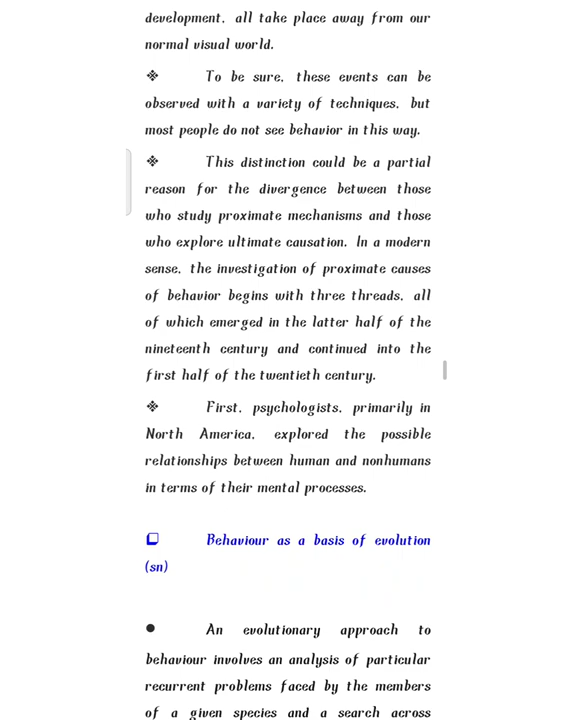 development, all take place away from our
normal visual world.
❖ To be sure, these events can be
observed with a variety of techniques, but
most people do not see behavior in this way.
❖ This distinction could be a partial
reason for the divergence between those
who study proximate mechanisms and those
who explore ultimate causation. In a modern
sense, the investigation of proximate causes
of behavior begins with three threads, all
of which emerged in the latter half of the
nineteenth century and continued into the
first half of the twentieth century.
❖ First, psychologists, primarily in
North America, explored the possible
relationships between human and nonhumans
in terms of their mental processes.
❑ Behaviour as a basis of evolution
(sn)
● An evolutionary approach to
behaviour involves an analysis of particular
recurrent problems faced by the members
of a given species and a search across